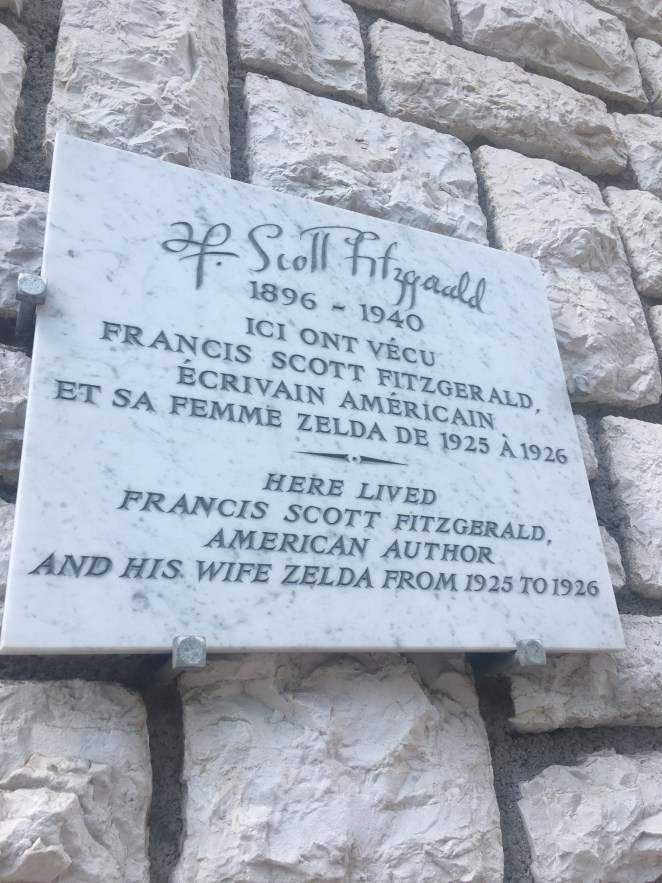 F. Scott Fitzgerald
1896 - 1940
ICI ONT VÉCU
FRANCIS SCOTT FITZGERALD,
ÉCRIVAIN AMÉRICAIN
ET SA FEMME ZELDA DE 1925 À 1926
HERE LIVED
FRANCIS SCOTT FITZGERALD,
AMERICAN AUTHOR
AND HIS WIFE ZELDA FROM 1925 TO 1926